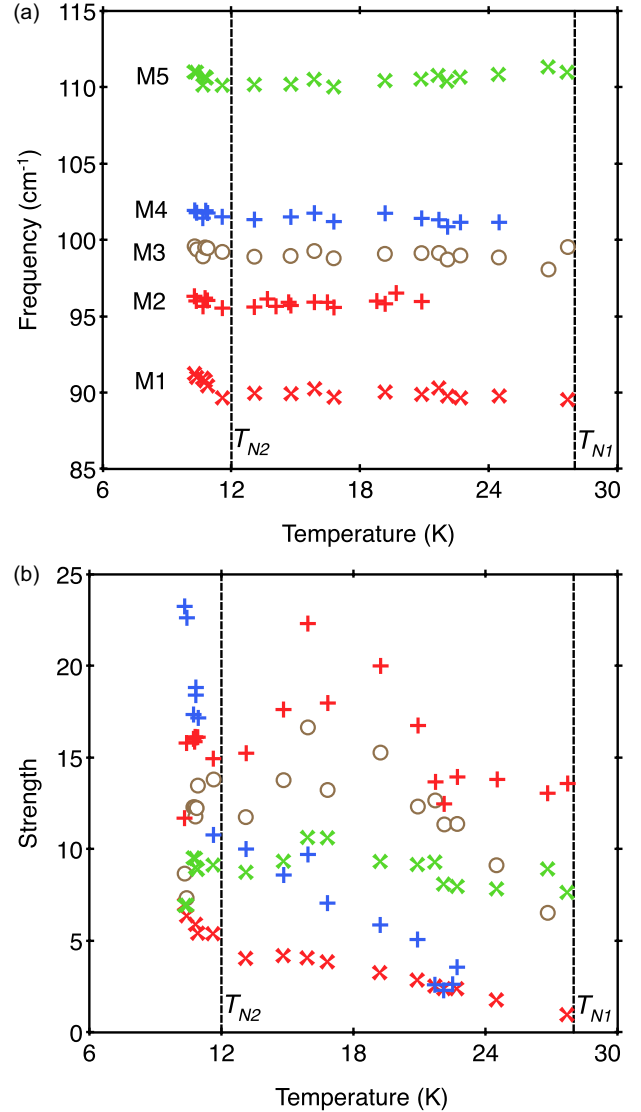 (a)
115
110
105
100
95
90
85
Frequency (cm⁻¹)
M5
M4
M3
M2
M1
T_N2
T_N1
6 12 18 24 30
Temperature (K)
(b)
25
20
15
10
5
0
Strength
T_N2
T_N1
6 12 18 24 30
Temperature (K)